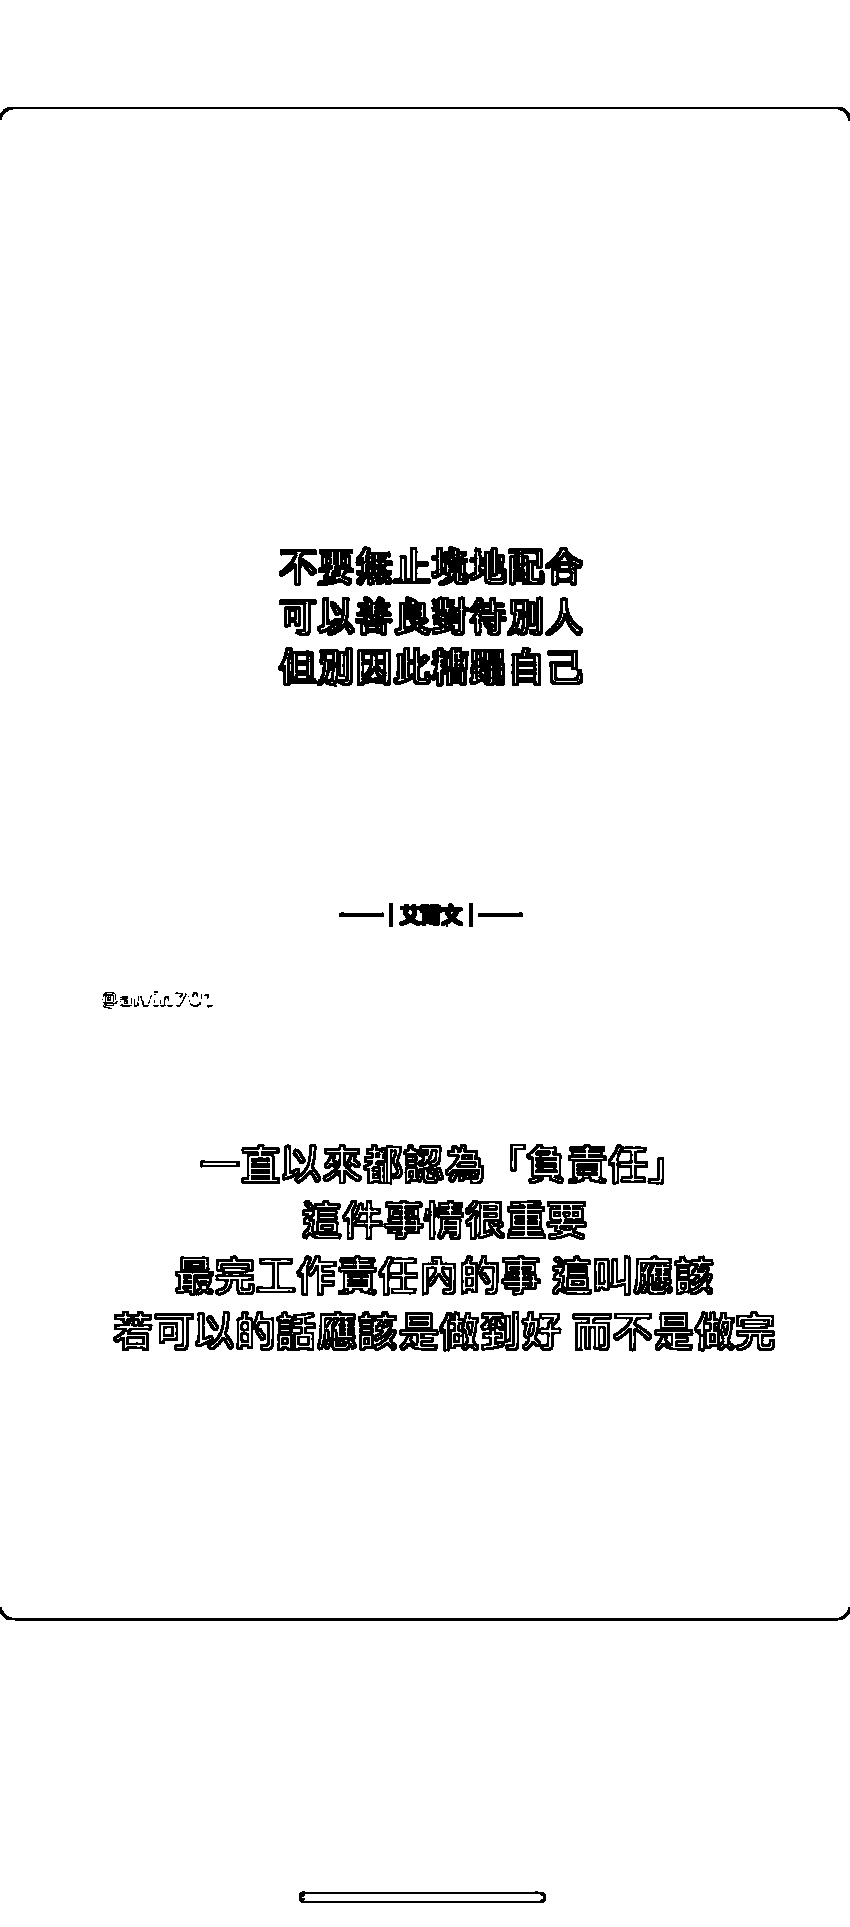 不要無止境地配合
可以善良對待別人
但別因此糟蹋自己
艾爾文
一直以來都認為「負責任」
這件事情很重要
最完工作責任內的事 這叫應該
若可以的話應該是做到好 而不是做完